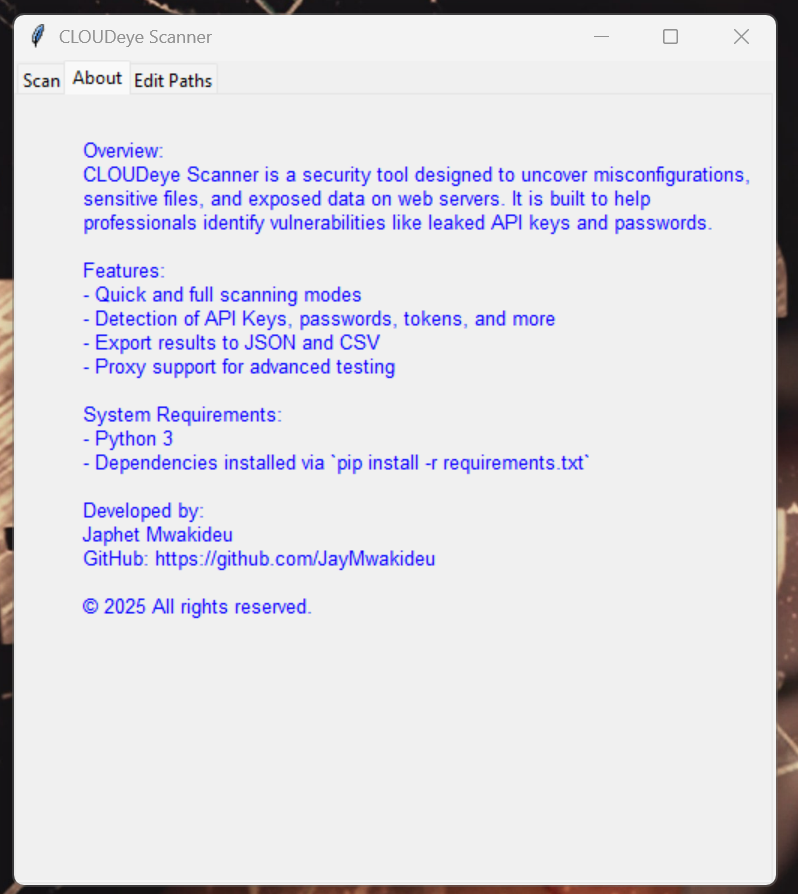 CLOUDeye Scanner
Scan About Edit Paths
Overview:
CLOUDeye Scanner is a security tool designed to uncover misconfigurations,
sensitive files, and exposed data on web servers. It is built to help
professionals identify vulnerabilities like leaked API keys and passwords.
Features:
- Quick and full scanning modes
- Detection of API Keys, passwords, tokens, and more
- Export results to JSON and CSV
- Proxy support for advanced testing
System Requirements:
- Python 3
- Dependencies installed via `pip install -r requirements.txt`
Developed by:
Japhet Mwakideu
GitHub: https://github.com/JayMwakideu
© 2025 All rights reserved.